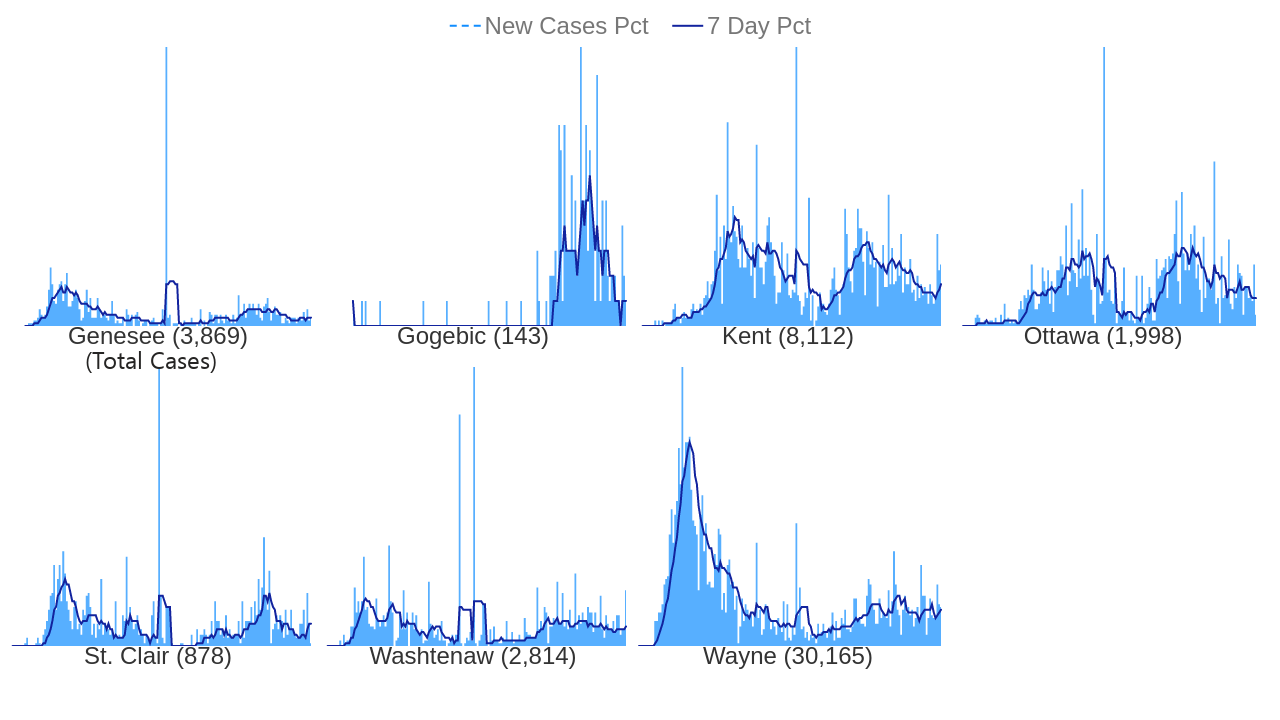 New Cases Pct 7 Day Pct
Genesee (3,869)
(Total Cases)
Gogebic (143)
Kent (8,112)
Ottawa (1,998)
St. Clair (878)
Washtenaw (2,814)
Wayne (30,165)